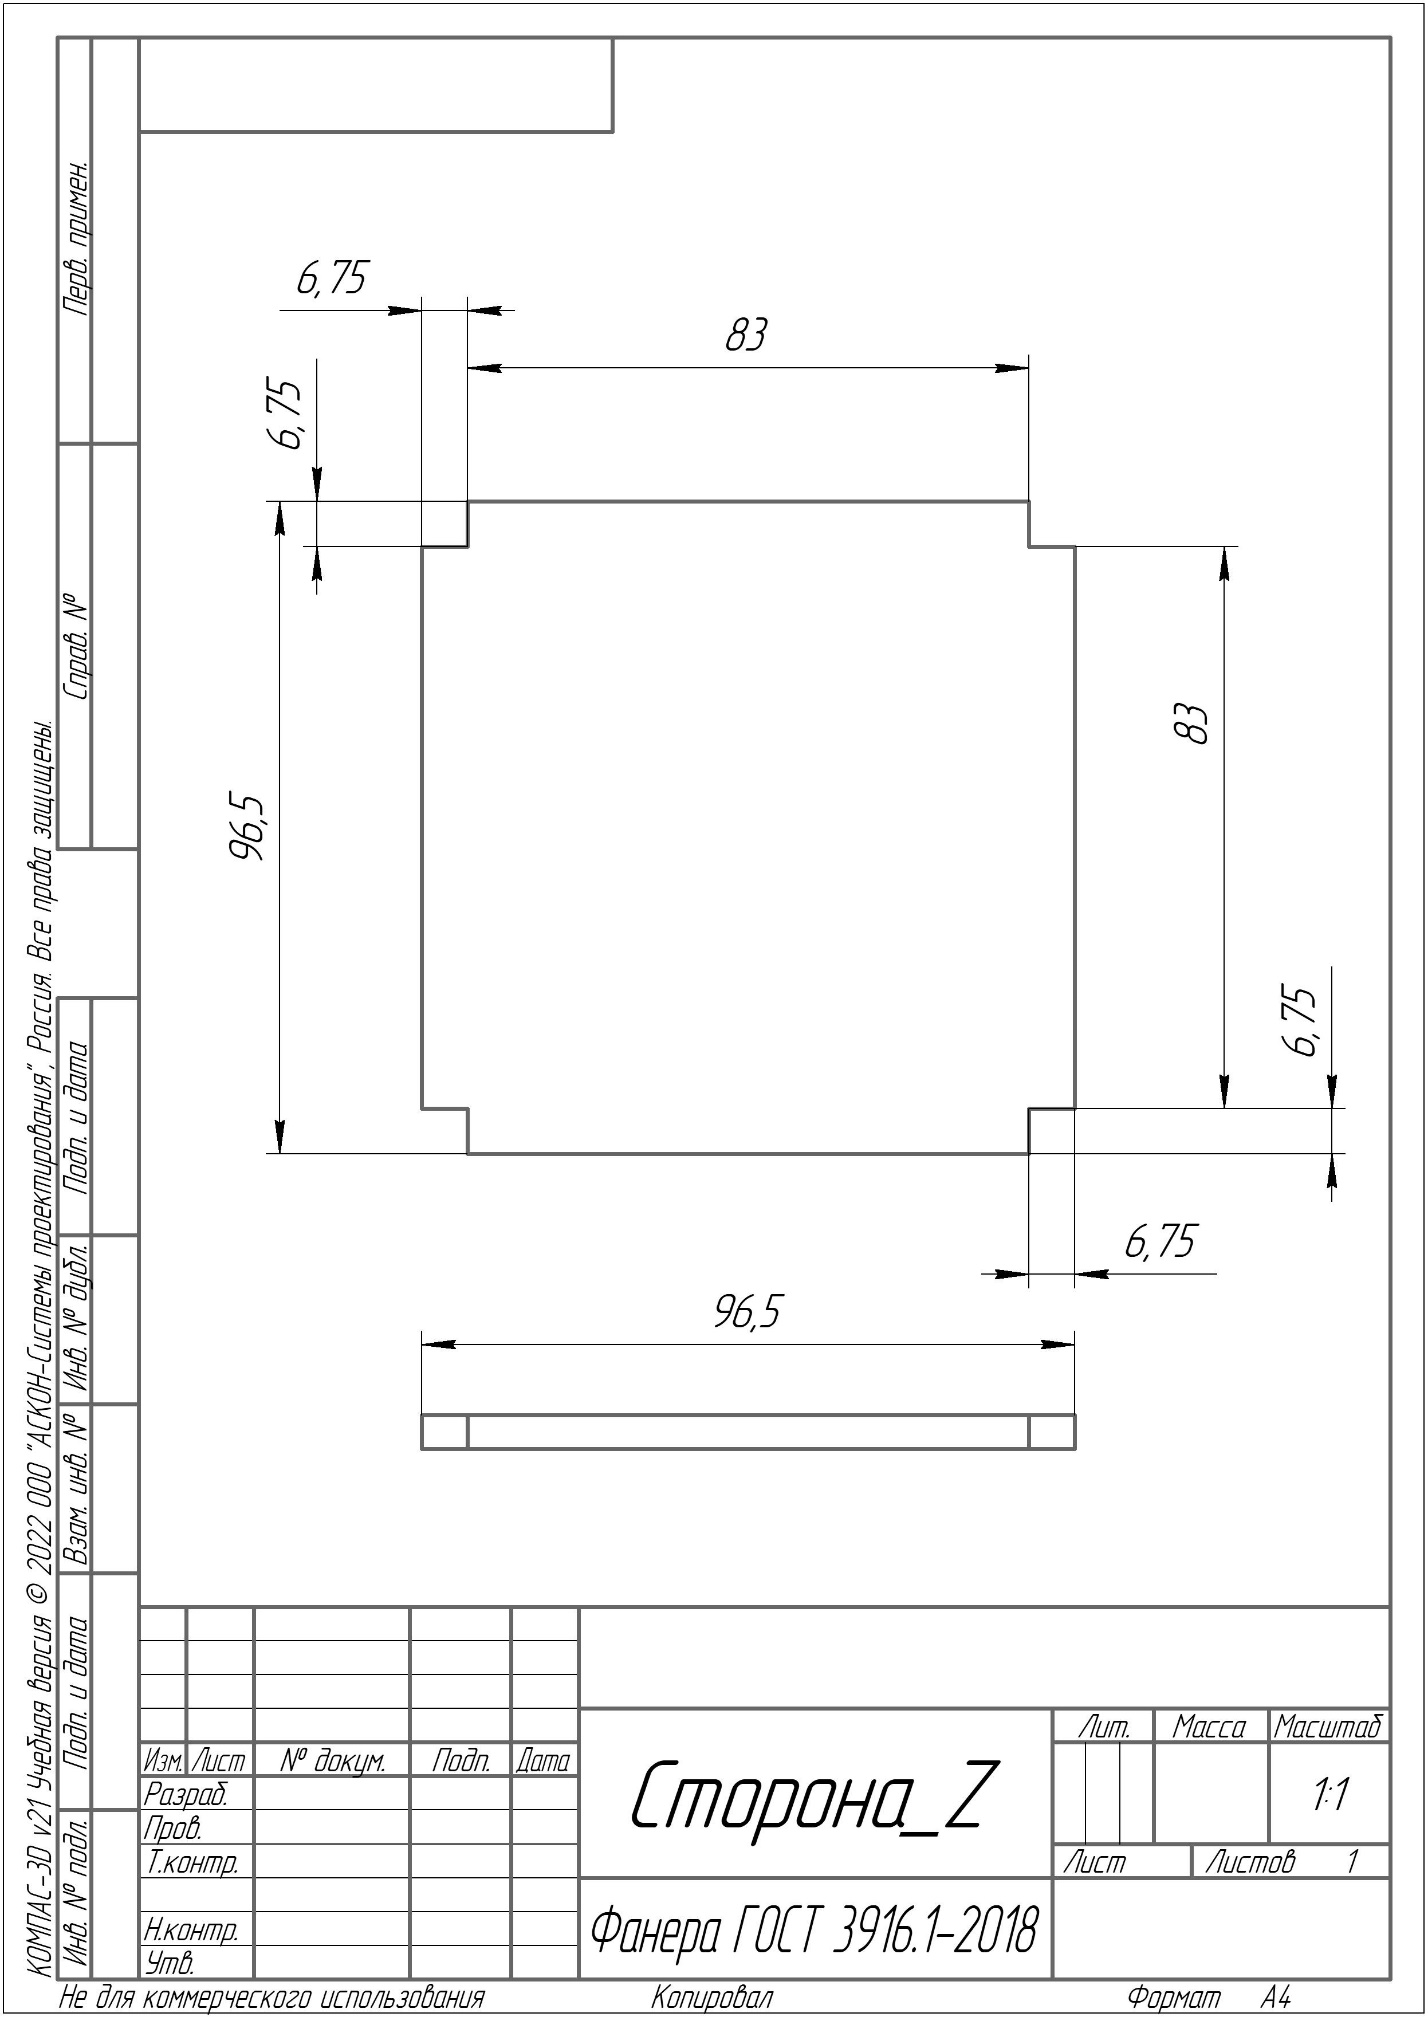 6,75
83
6,75
96,5
83
6,75
6,75
96,5
Перв. примен.
Справ. №
Подп. и дата
Инв. № дубл.
Взам. инв. №
Подп. и дата
Инв. № подл.
КОМПАС-3D v21 Учебная версия © 2022 ООО "АСКОН-Системы проектирования", Россия. Все права защищены.
Изм. Лист № докум. Подп. Дата
Разраб.
Пров.
Т.контр.
Н.контр.
Утв.
Сторона_Z
Лит. Масса Масштаб
1:1
Лист Листов 1
Фанера ГОСТ 3916.1-2018
Не для коммерческого использования Копировал Формат А4